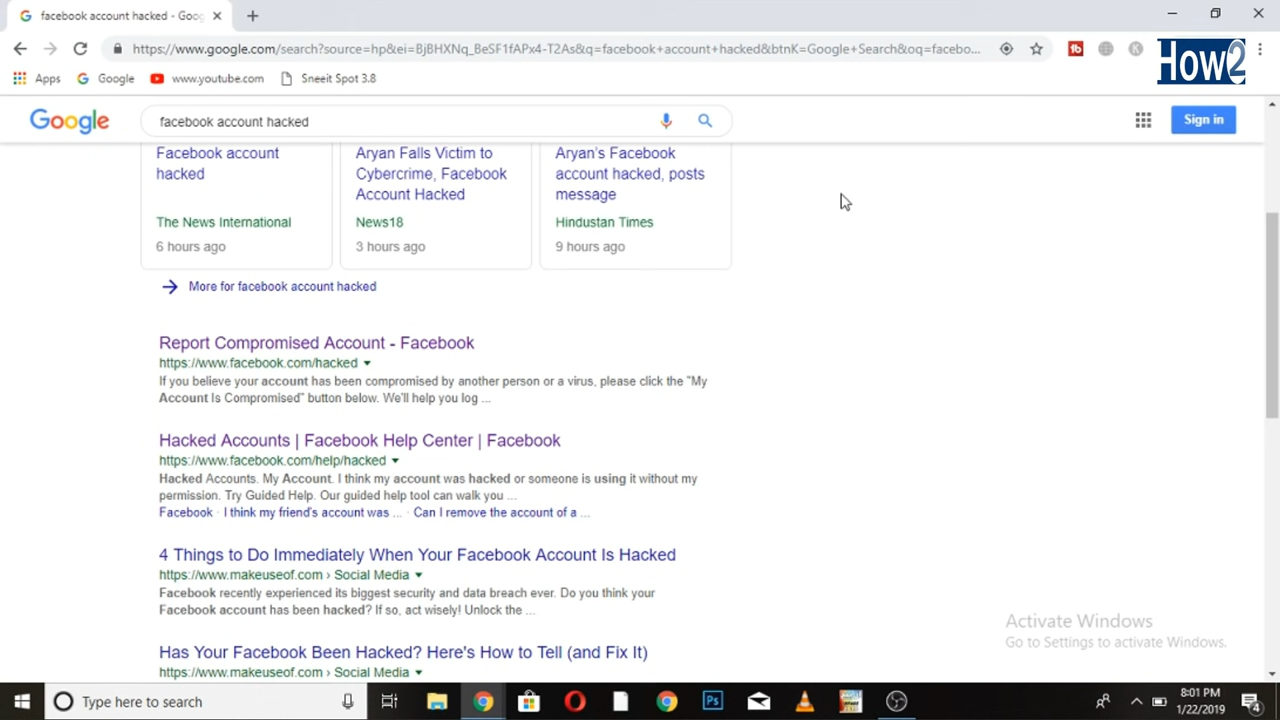 facebook account hacked - Goog
https://www.google.com/search?source=hp&ei=BjBHXNq_BeSF1fAPx4-T2As&q=facebook+account+hacked&btnK=Google+Search&oq=facebo...
How2
Apps
Google
www.youtube.com
Sneeit Spot 3.8
Google
facebook account hacked
Sign in
Facebook account
hacked
The News International
6 hours ago
Aryan Falls Victim to
Cybercrime, Facebook
Account Hacked
News18
3 hours ago
Aryan's Facebook
account hacked, posts
message
Hindustan Times
9 hours ago
More for facebook account hacked
Report Compromised Account - Facebook
https://www.facebook.com/hacked
If you believe your account has been compromised by another person or a virus, please click the "My
Account Is Compromised" button below. We'll help you log ...
Hacked Accounts | Facebook Help Center | Facebook
https://www.facebook.com/help/hacked
Hacked Accounts. My Account. I think my account was hacked or someone is using it without my
permission. Try Guided Help. Our guided help tool can walk you ...
Facebook · I think my friend's account was ... · Can I remove the account of a ...
4 Things to Do Immediately When Your Facebook Account Is Hacked
https://www.makeuseof.com › Social Media
Facebook recently experienced its biggest security and data breach ever. Do you think your
Facebook account has been hacked? If so, act wisely! Unlock the ...
Has Your Facebook Been Hacked? Here's How to Tell (and Fix It)
https://www.makeuseof.com › Social Media
Activate Windows
Go to Settings to activate Windows.
Type here to search
Ps
8:01 PM
1/22/2019
4